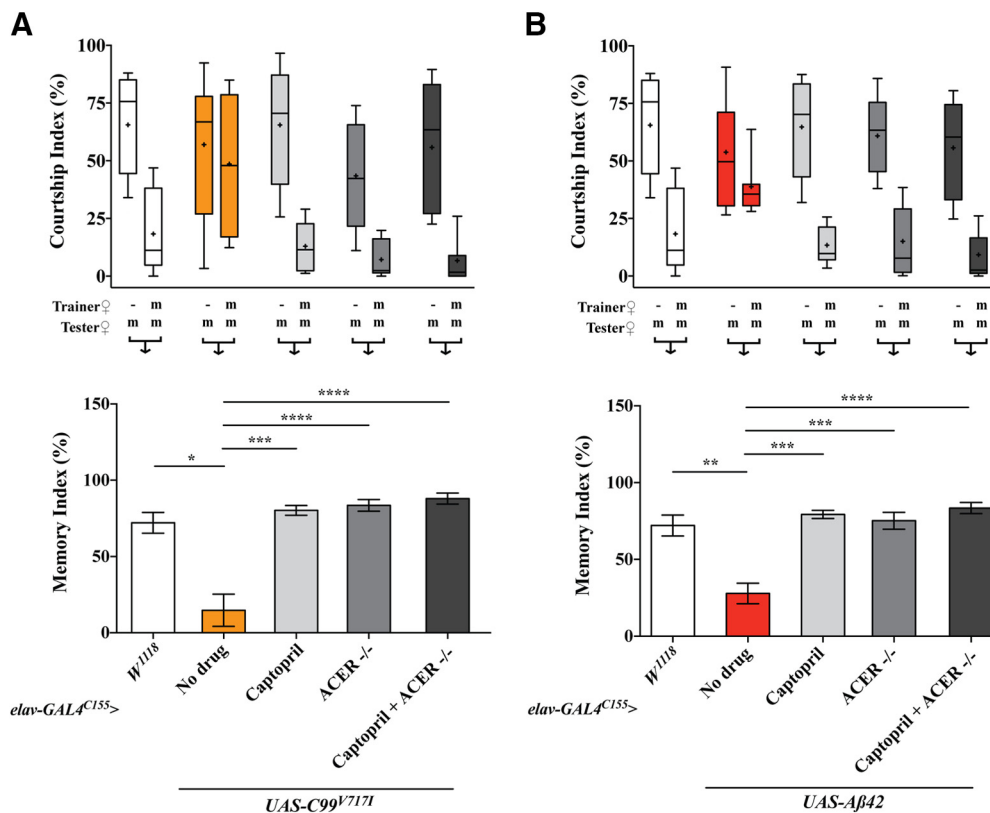 A
Courtship Index (%)
100
75
50
25
0
Trainer♀ - m - m - m - m - m
Tester♀ m m m m m m m m m m
Memory Index (%)
150
100
50
0
**** 
****
***
*
W1118
No drug
Captopril
ACER -/-
Captopril + ACER -/-
elav-GAL4C155>
UAS-C99V717I
B
Courtship Index (%)
100
75
50
25
0
Trainer♀ - m - m - m - m - m
Tester♀ m m m m m m m m m m
Memory Index (%)
150
100
50
0
****
***
***
**
W1118
No drug
Captopril
ACER -/-
Captopril + ACER -/-
elav-GAL4C155>
UAS-Aβ42